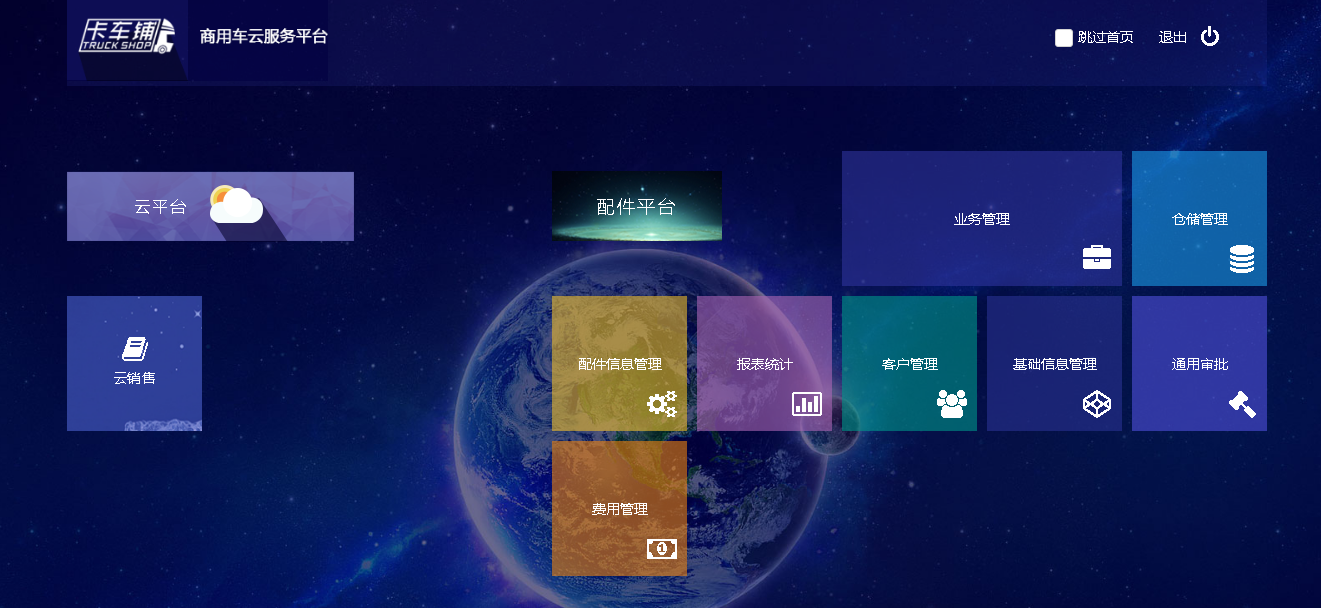 卡车铺
TRUCK SHOP
商用车云服务平台
跳过首页
退出
云平台
配件平台
业务管理
仓储管理
云销售
配件信息管理
报表统计
客户管理
基础信息管理
通用审批
费用管理
1